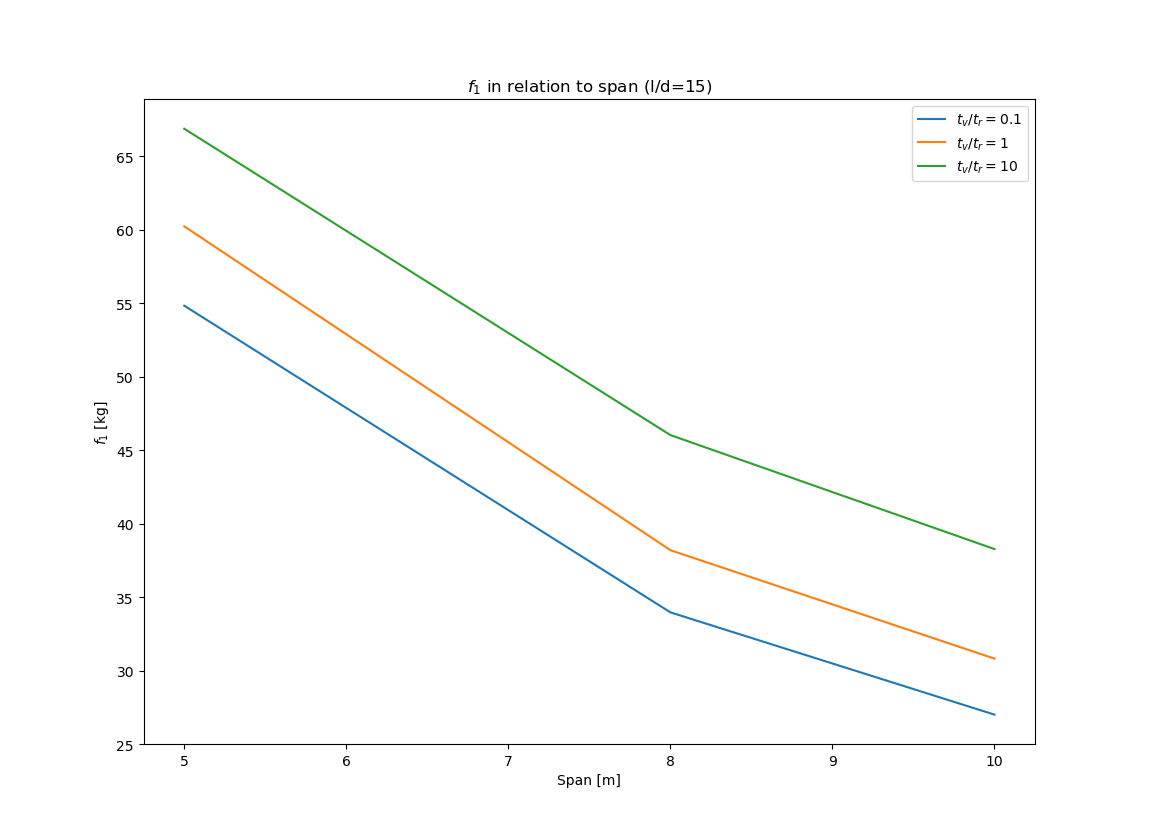 f₁ in relation to span (l/d=15)
tᵥ/tᵣ = 0.1
tᵥ/tᵣ = 1
tᵥ/tᵣ = 10
65
60
55
50
45
40
35
30
25
f₁ [kg]
5 6 7 8 9 10
Span [m]